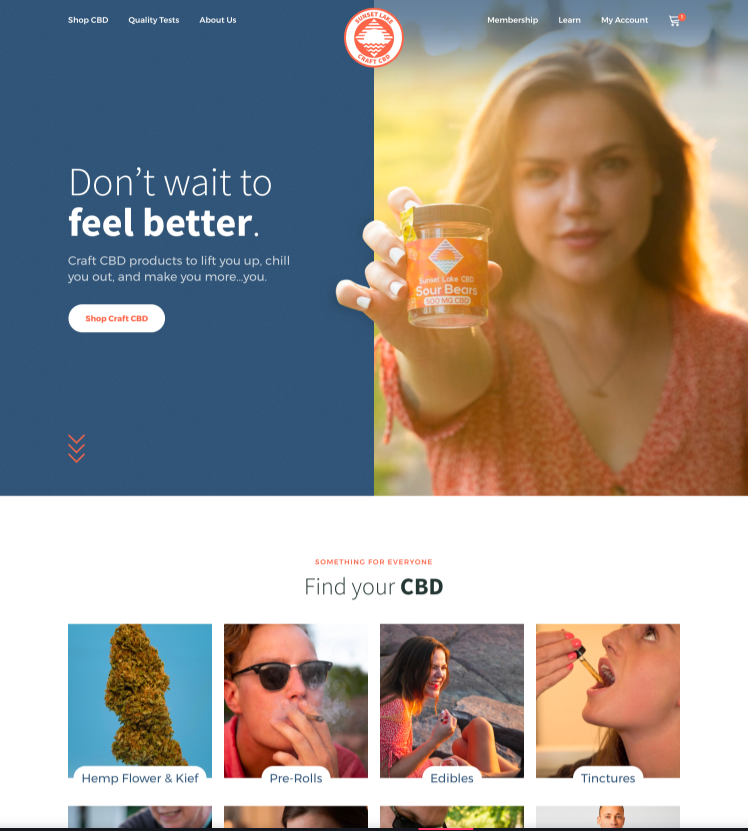 Shop CBD
Quality Tests
About Us
SUNSET LAKE
CRAFT CBD
Membership
Learn
My Account
1
Don't wait to
feel better.
Craft CBD products to lift you up, chill
you out, and make you more...you.
Shop Craft CBD
Sunset Lake CBD
Sour Bears
500 MG CBD
SOMETHING FOR EVERYONE
Find your CBD
Hemp Flower & Kief
Pre-Rolls
Edibles
Tinctures